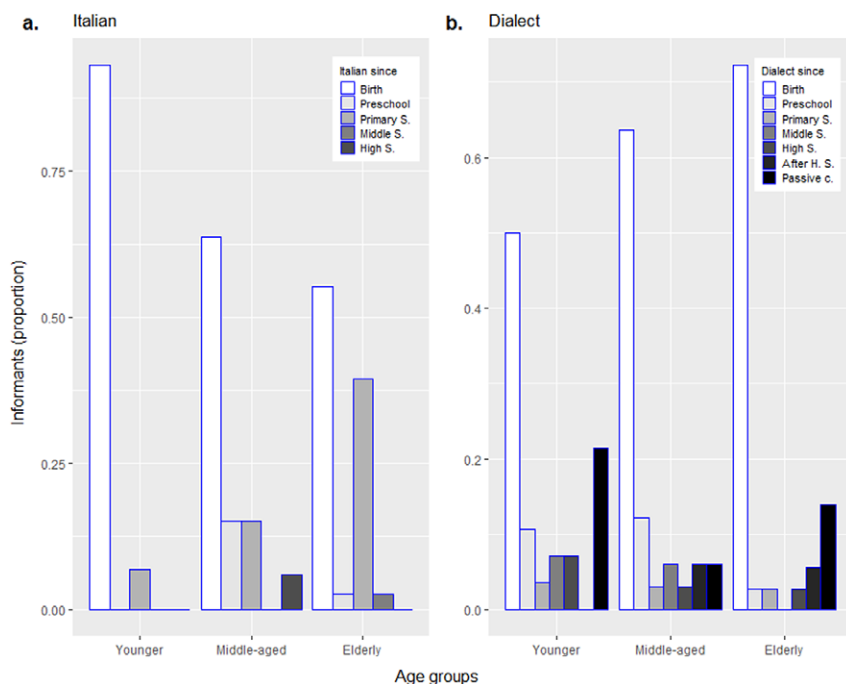 a. Italian
Italian since
Birth
Preschool
Primary S.
Middle S.
High S.
0.75
0.50
0.25
0.00
Informants (proportion)
Younger
Middle-aged
Elderly
b. Dialect
Dialect since
Birth
Preschool
Primary S.
Middle S.
High S.
After H. S.
Passive c.
0.6
0.4
0.2
0.0
Younger
Middle-aged
Elderly
Age groups